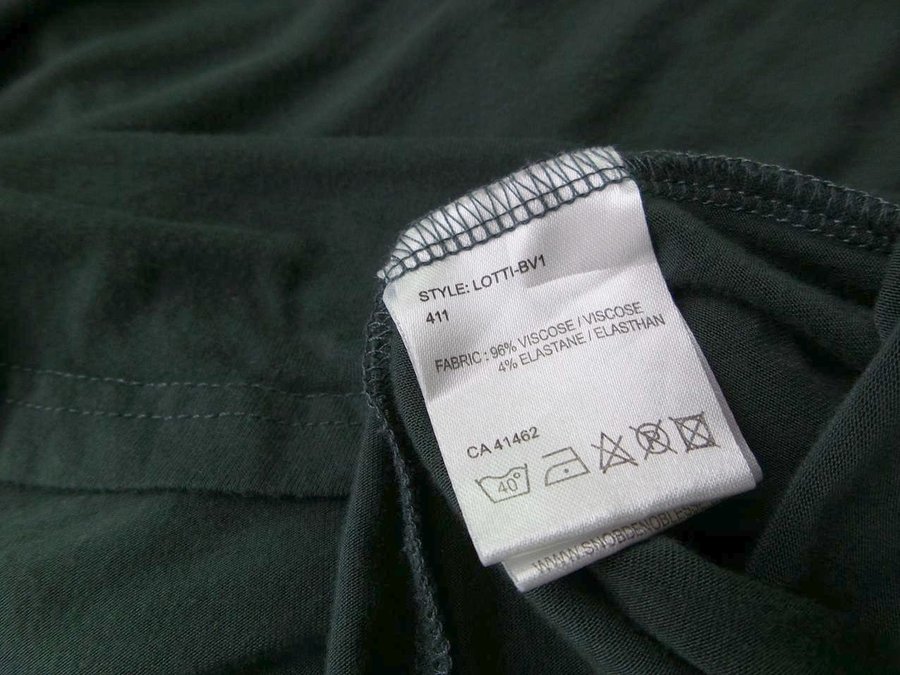 STYLE: LOTTI-BV1
411
FABRIC : 96% VISCOSE / VISCOSE
4% ELASTANE / ELASTHAN
CA 41462
40°